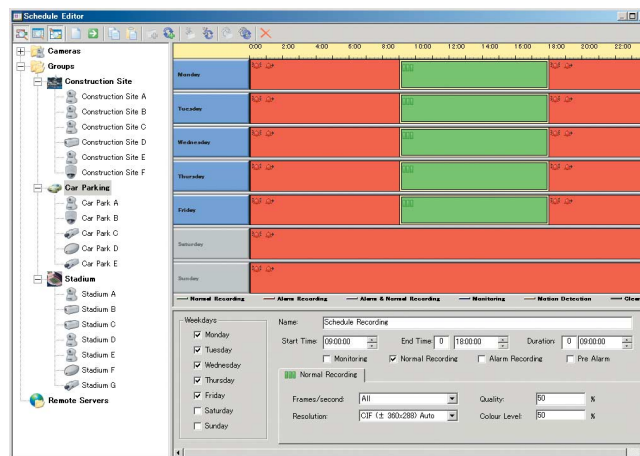 Schedule Editor
0:00 2:00 4:00 6:00 8:00 10:00 12:00 14:00 16:00 18:00 20:00 22:00
Cameras
Groups
Construction Site
Construction Site A
Construction Site B
Construction Site C
Construction Site D
Construction Site E
Construction Site F
Car Parking
Car Park A
Car Park B
Car Park C
Car Park D
Car Park E
Stadium
Stadium A
Stadium B
Stadium C
Stadium D
Stadium E
Stadium F
Stadium G
Remote Servers
Monday
Tuesday
Wednesday
Thursday
Friday
Saturday
Sunday
Normal Recording Alarm Recording Alarm & Normal Recording Monitoring Motion Detection Clear
Weekdays
Monday
Tuesday
Wednesday
Thursday
Friday
Saturday
Sunday
Name: Schedule Recording
Start Time: 09:00:00 End Time: 0 18:00:00 Duration: 0 09:00:00
Monitoring Normal Recording Alarm Recording Pre Alarm
Normal Recording
Frames/second: All Quality: 50 %
Resolution: CIF (± 360x288) Auto Colour Level: 50 %